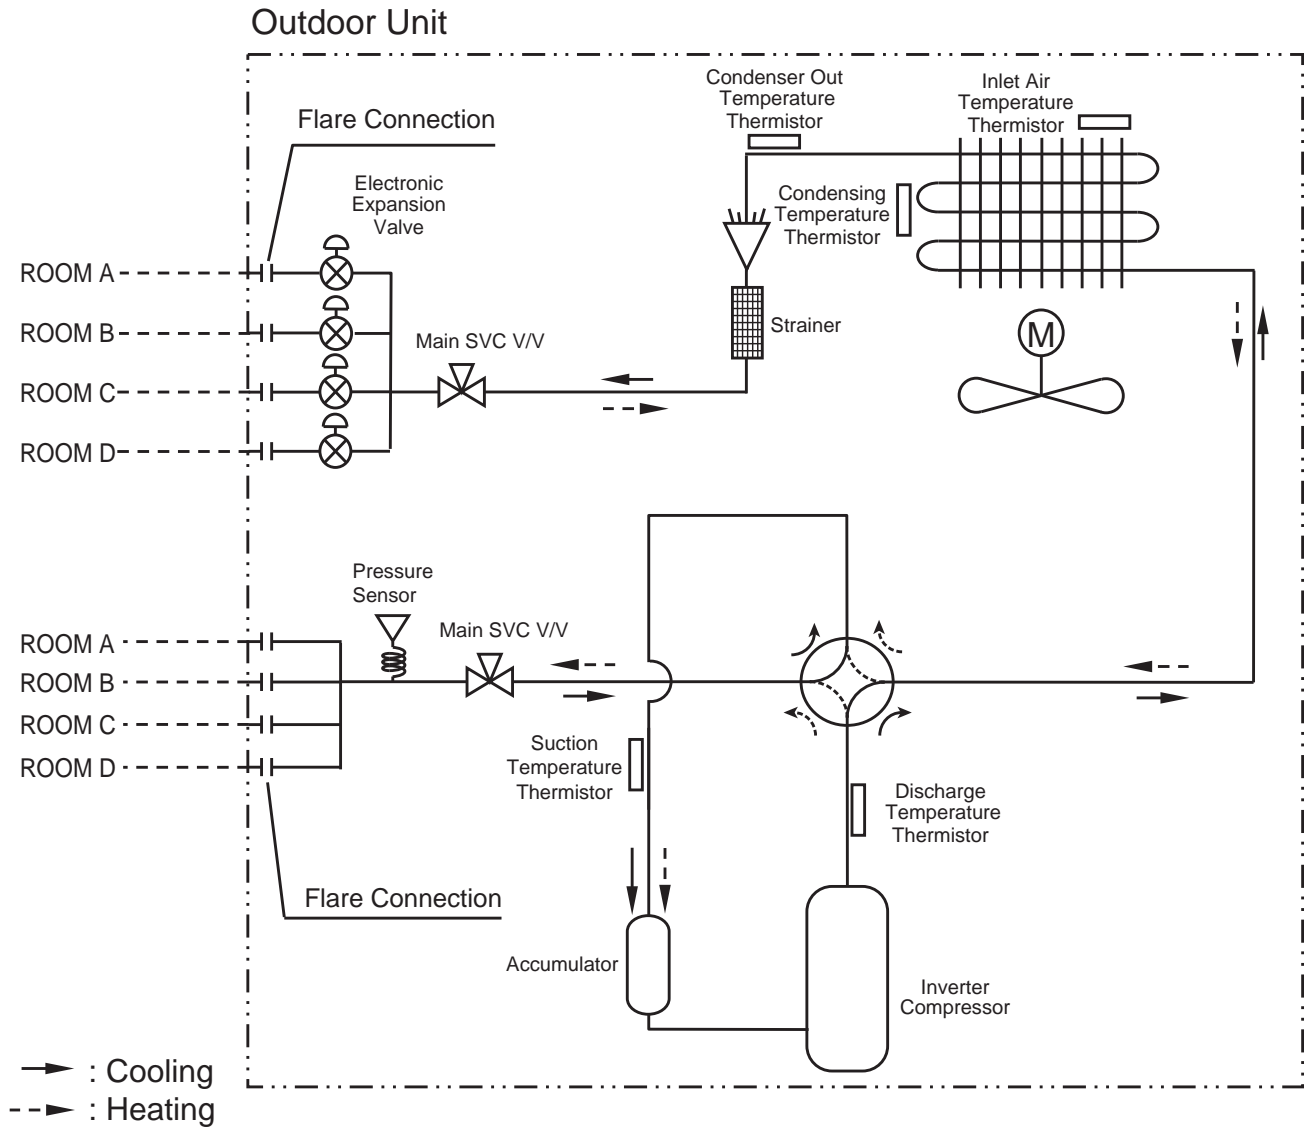 Outdoor Unit
Flare Connection
Electronic
Expansion
Valve
Condenser Out
Temperature
Thermistor
Inlet Air
Temperature
Thermistor
Condensing
Temperature
Thermistor
ROOM A
ROOM B
ROOM C
ROOM D
Main SVC V/V
Strainer
M
Pressure
Sensor
Main SVC V/V
ROOM A
ROOM B
ROOM C
ROOM D
Suction
Temperature
Thermistor
Discharge
Temperature
Thermistor
Flare Connection
Accumulator
Inverter
Compressor
: Cooling
: Heating